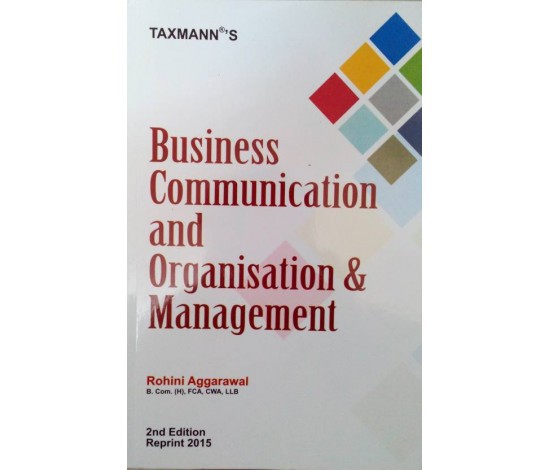 TAXMANN®'S
Business
Communication
and
Organisation &
Management
Rohini Aggarawal
B. Com. (H), FCA, CWA, LLB
2nd Edition
Reprint 2015